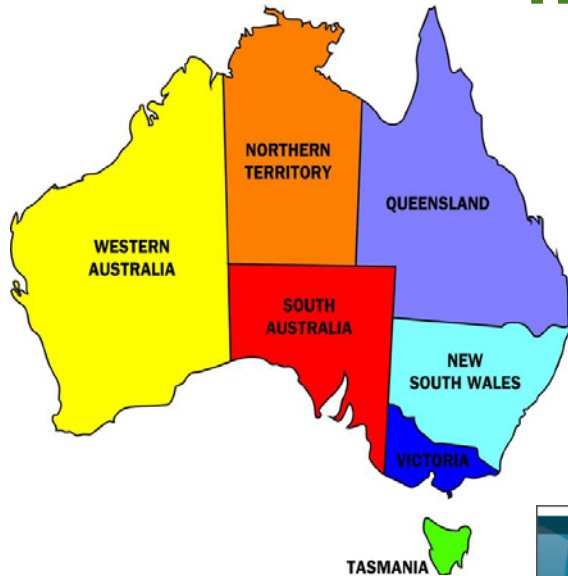 NORTHERN
TERRITORY
QUEENSLAND
WESTERN
AUSTRALIA
SOUTH
AUSTRALIA
NEW
SOUTH WALES
VICTORIA
TASMANIA